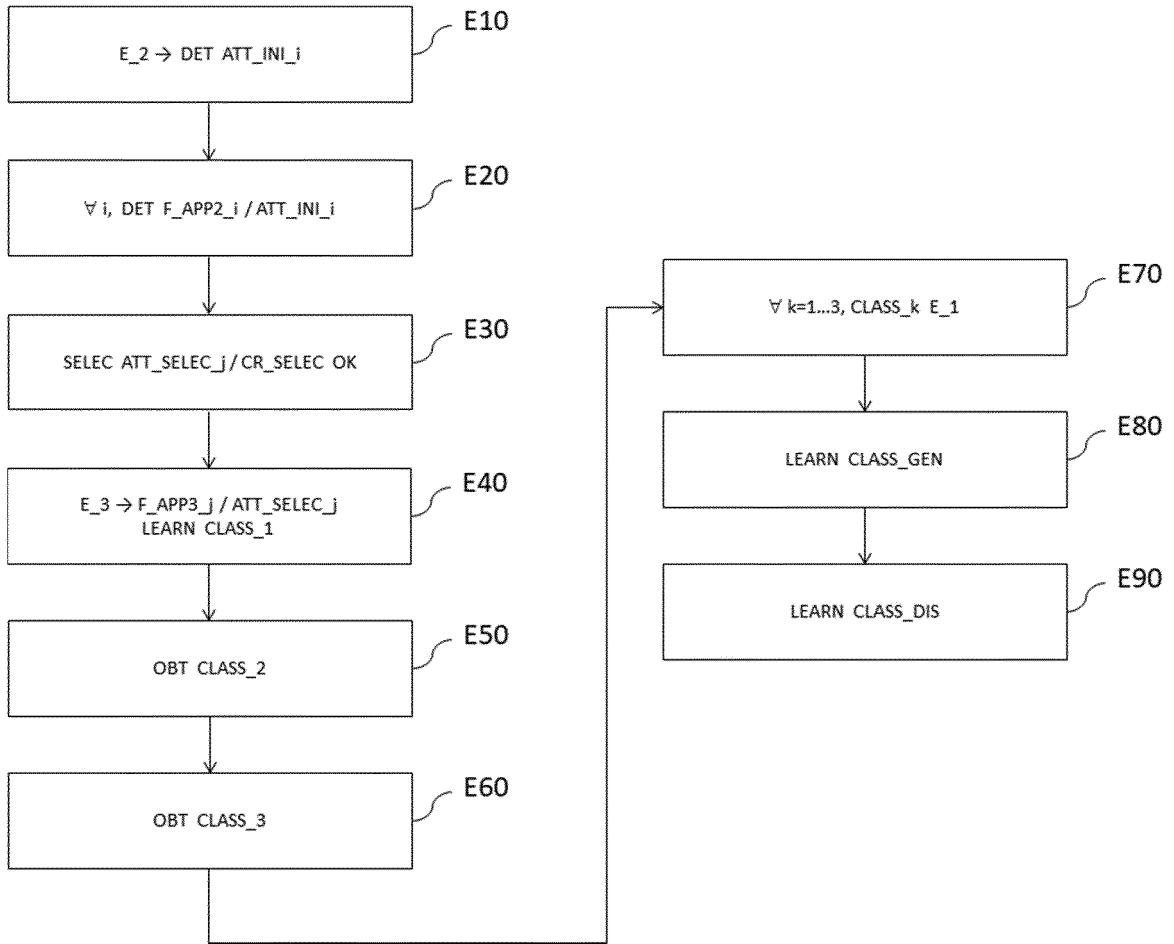 E10
E_2 → DET ATT_INI_i
E20
∀ i, DET F_APP2_i / ATT_INI_i
E30
SELEC ATT_SELEC_j / CR_SELEC OK
E40
E_3 → F_APP3_j / ATT_SELEC_j
LEARN CLASS_1
E50
OBT CLASS_2
E60
OBT CLASS_3
E70
∀ k=1...3, CLASS_k E_1
E80
LEARN CLASS_GEN
E90
LEARN CLASS_DIS